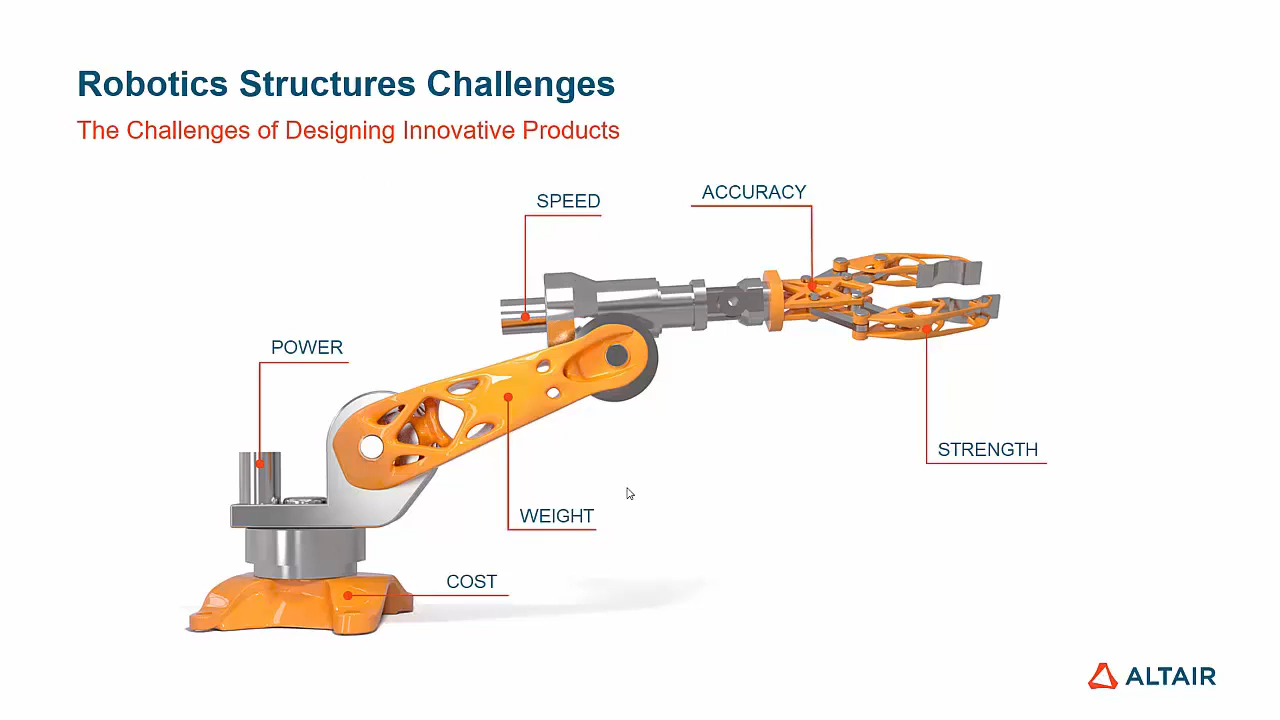 Robotics Structures Challenges
The Challenges of Designing Innovative Products
SPEED
ACCURACY
POWER
STRENGTH
WEIGHT
COST
ALTAIR